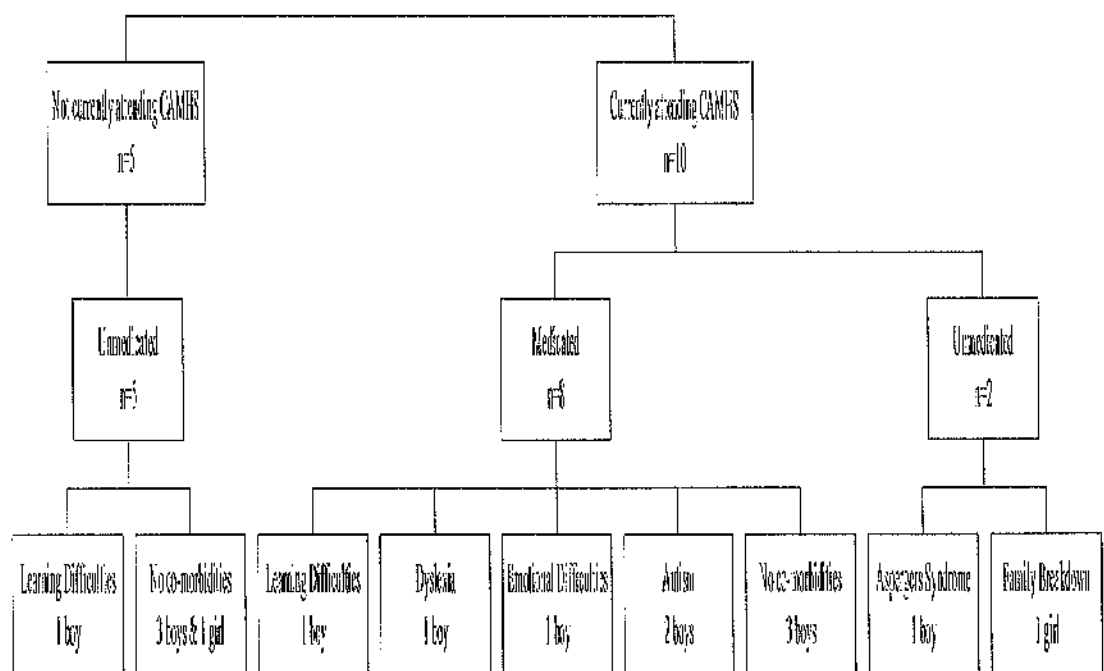 Not currently attending CAMHS
n=5
Currently attending CAMHS
n=10
Unmedicated
n=5
Medicated
n=8
Unmedicated
n=2
Learning Difficulties
1 boy
No co-morbidities
3 boys & 1 girl
Learning Difficulties
1 boy
Dyslexia
1 boy
Emotional Difficulties
1 boy
Autism
2 boys
No co-morbidities
3 boys
Aspergers Syndrome
1 boy
Family Breakdown
1 girl